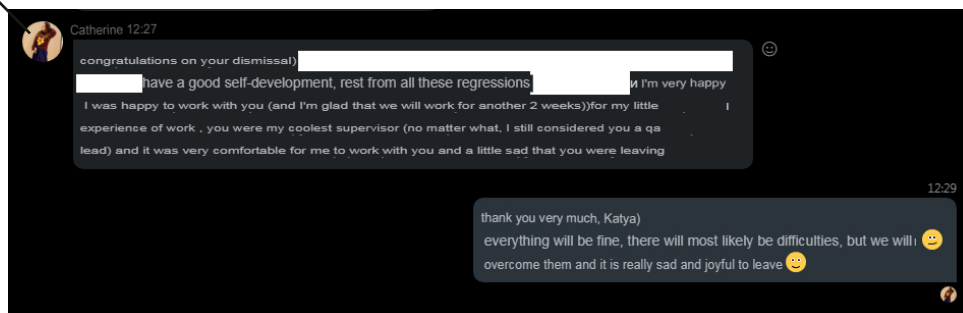 Catherine 12:27
congratulations on your dismissal)
have a good self-development, rest from all these regressions и I'm very happy
I was happy to work with you (and I'm glad that we will work for another 2 weeks))for my little I
experience of work , you were my coolest supervisor (no matter what, I still considered you a qa
lead) and it was very comfortable for me to work with you and a little sad that you were leaving
12:29
thank you very much, Katya)
everything will be fine, there will most likely be difficulties, but we will
overcome them and it is really sad and joyful to leave